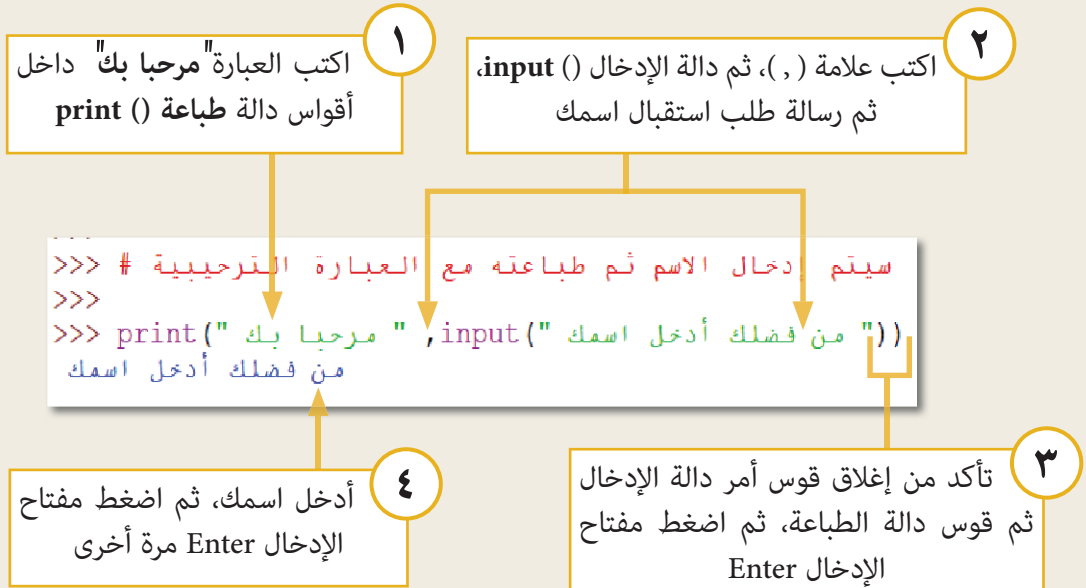 ١
اكتب العبارة"مرحبا بك" داخل
أقواس دالة طباعة () print
٢
اكتب علامة ( , )، ثم دالة الإدخال () input،
ثم رسالة طلب استقبال اسمك
>>> # سيتم إدخال الاسم ثم طباعته مع العبارة الترحيبية
>>>
>>> print(" مرحبا بك " ,input(" من فضلك أدخل اسمك "))
من فضلك أدخل اسمك
٣
تأكد من إغلاق قوس أمر دالة الإدخال
ثم قوس دالة الطباعة، ثم اضغط مفتاح
الإدخال Enter
٤
أدخل اسمك، ثم اضغط مفتاح
الإدخال Enter مرة أخرى